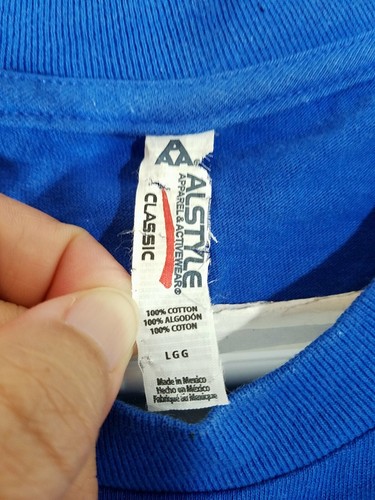 ALSTYLE
APPAREL & ACTIVEWEAR®
CLASSIC
100% COTTON
100% ALGODÓN
100% COTON
LGG
Made in Mexico
Hecho en México
Fabriqué au Mexique